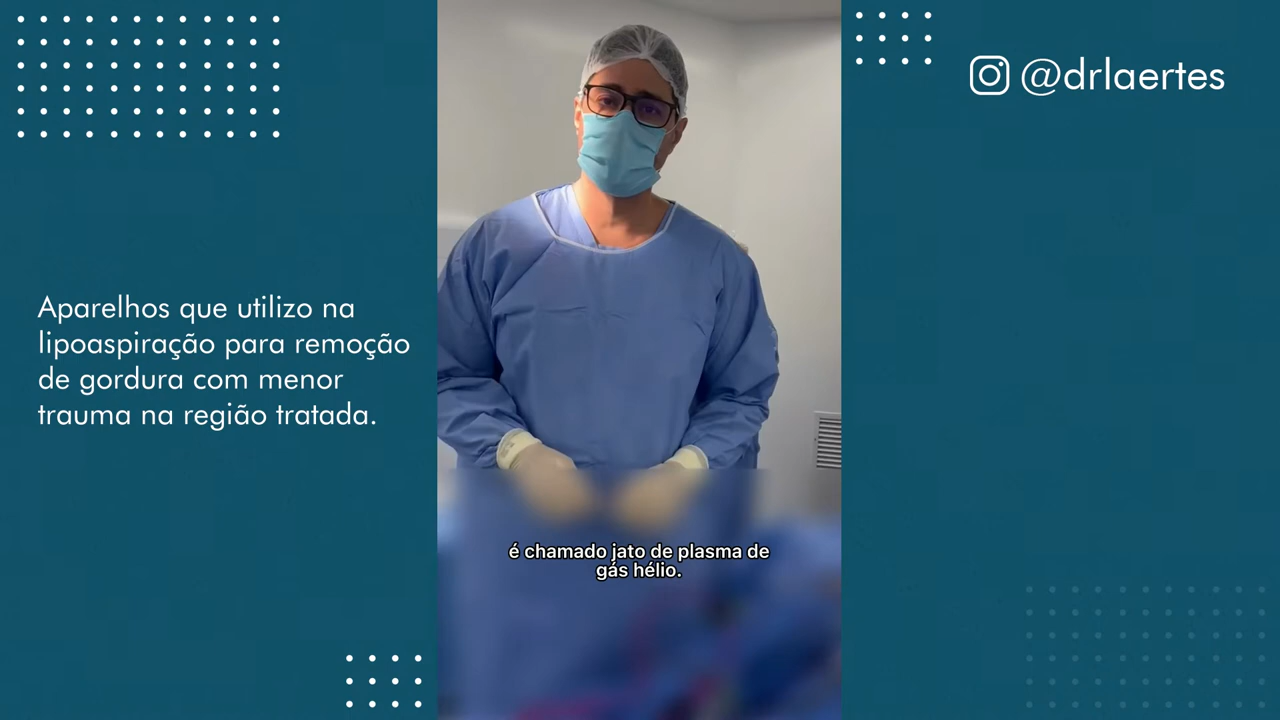 @drlaertes
Aparelhos que utilizo na
lipoaspiração para remoção
de gordura com menor
trauma na região tratada.
é chamado jato de plasma de
gás hélio.